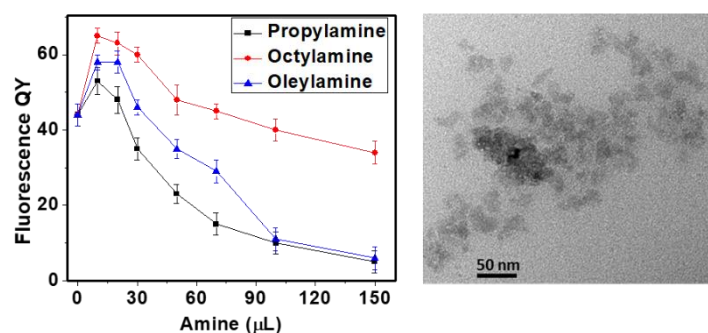 Propylamine
Octylamine
Oleylamine
60
40
20
0
Fluorescence QY
0 30 60 90 120 150
Amine (μL)
50 nm